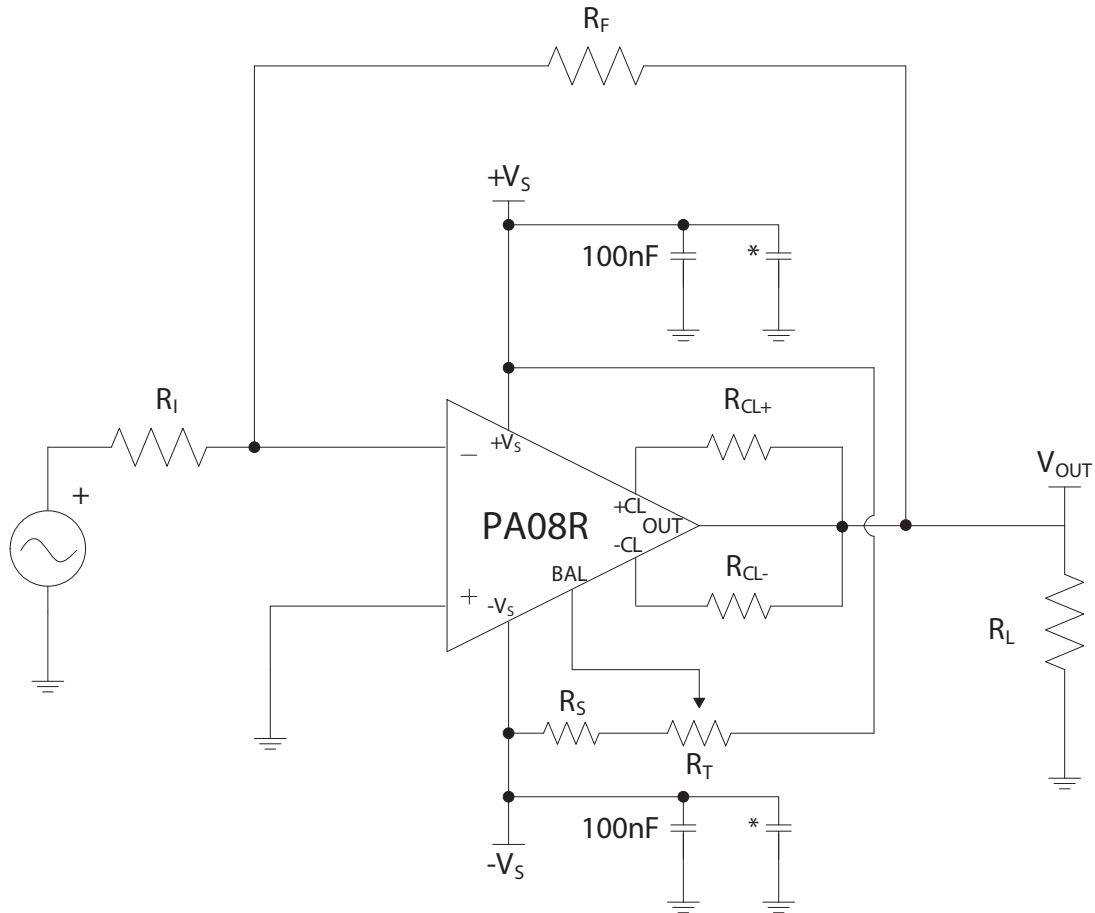 R_F
+V_S
100nF
*
R_I
+
−
+V_S
R_CL+
+CL
OUT
PA08R
-CL
R_CL-
BAL
+
-V_S
V_OUT
R_L
R_S
R_T
100nF
*
-V_S